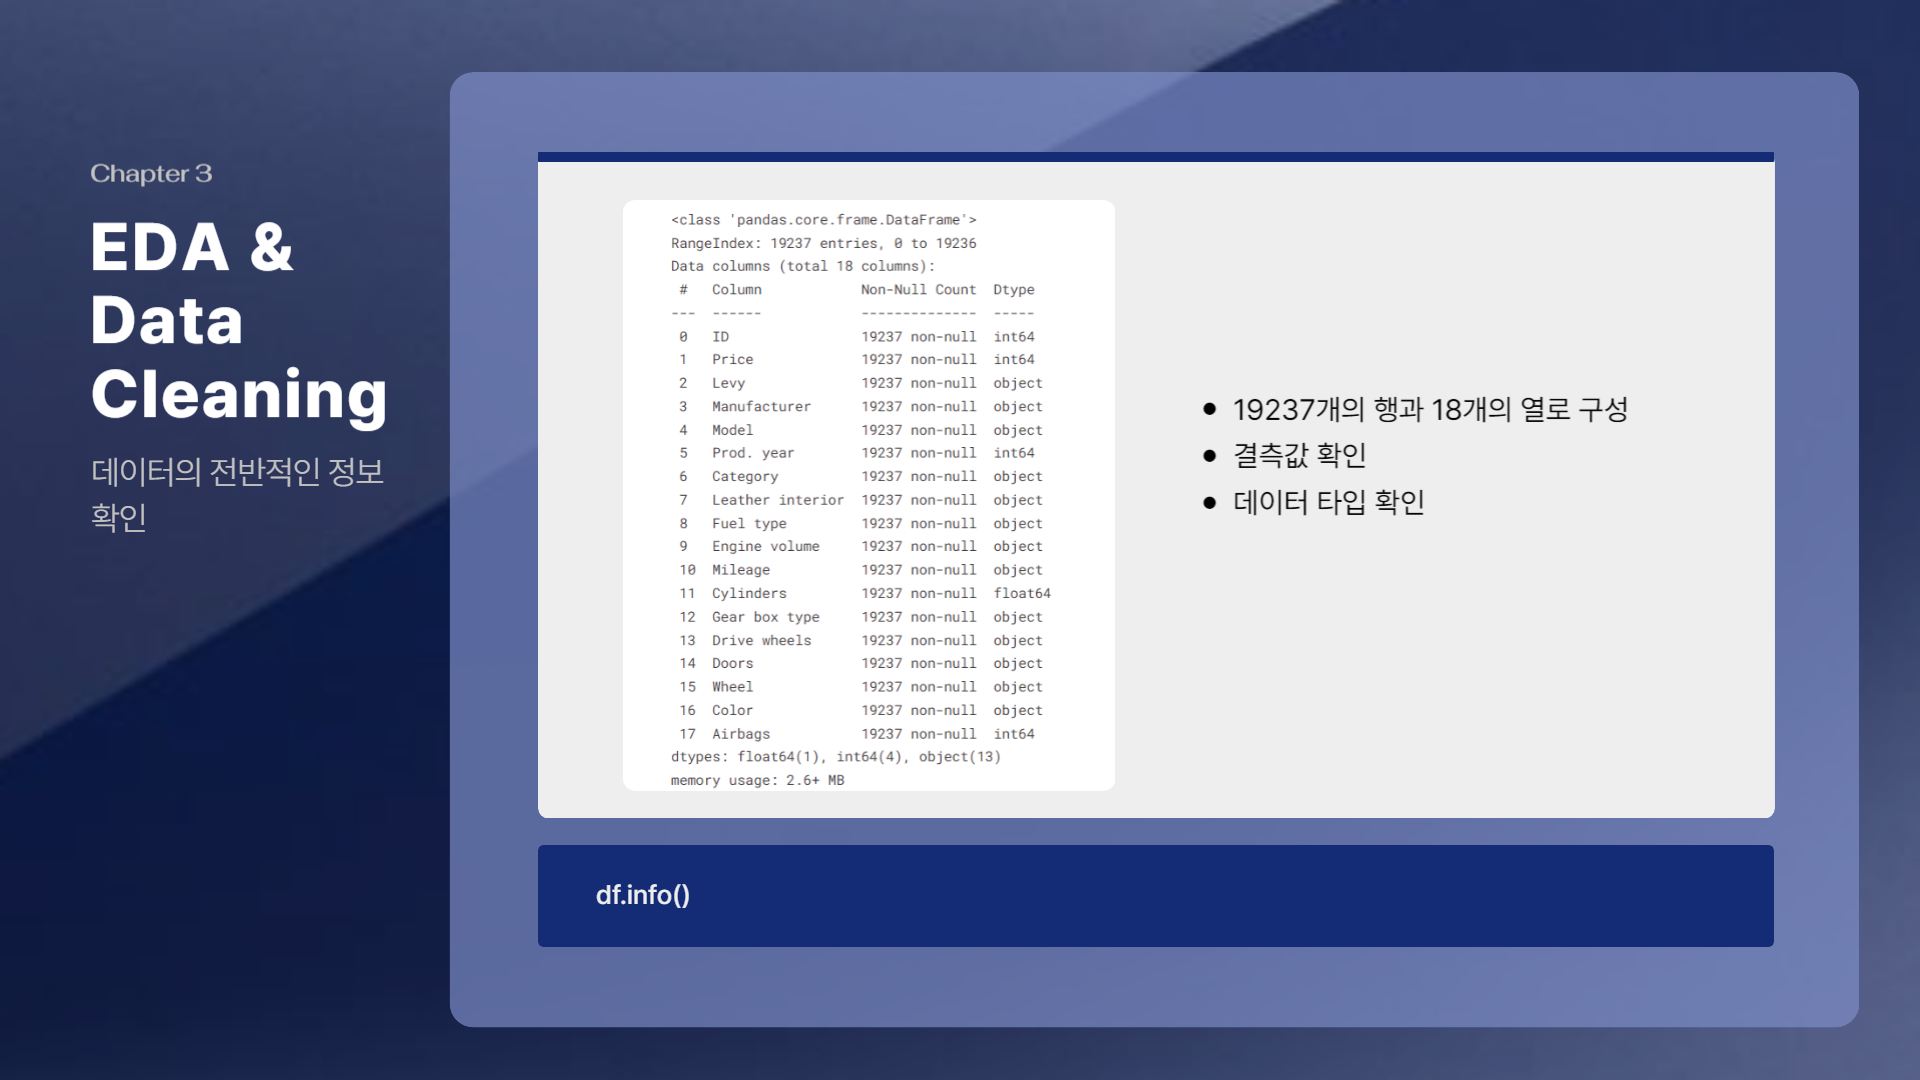 Chapter 3
EDA &
Data
Cleaning
데이터의 전반적인 정보
확인
<class 'pandas.core.frame.DataFrame'>
RangeIndex: 19237 entries, 0 to 19236
Data columns (total 18 columns):
 #   Column            Non-Null Count  Dtype
---  ------            --------------  -----
 0   ID                19237 non-null  int64
 1   Price             19237 non-null  int64
 2   Levy              19237 non-null  object
 3   Manufacturer      19237 non-null  object
 4   Model             19237 non-null  object
 5   Prod. year        19237 non-null  int64
 6   Category          19237 non-null  object
 7   Leather interior  19237 non-null  object
 8   Fuel type         19237 non-null  object
 9   Engine volume     19237 non-null  object
 10  Mileage           19237 non-null  object
 11  Cylinders         19237 non-null  float64
 12  Gear box type     19237 non-null  object
 13  Drive wheels      19237 non-null  object
 14  Doors             19237 non-null  object
 15  Wheel             19237 non-null  object
 16  Color             19237 non-null  object
 17  Airbags           19237 non-null  int64
dtypes: float64(1), int64(4), object(13)
memory usage: 2.6+ MB
• 19237개의 행과 18개의 열로 구성
• 결측값 확인
• 데이터 타입 확인
df.info()